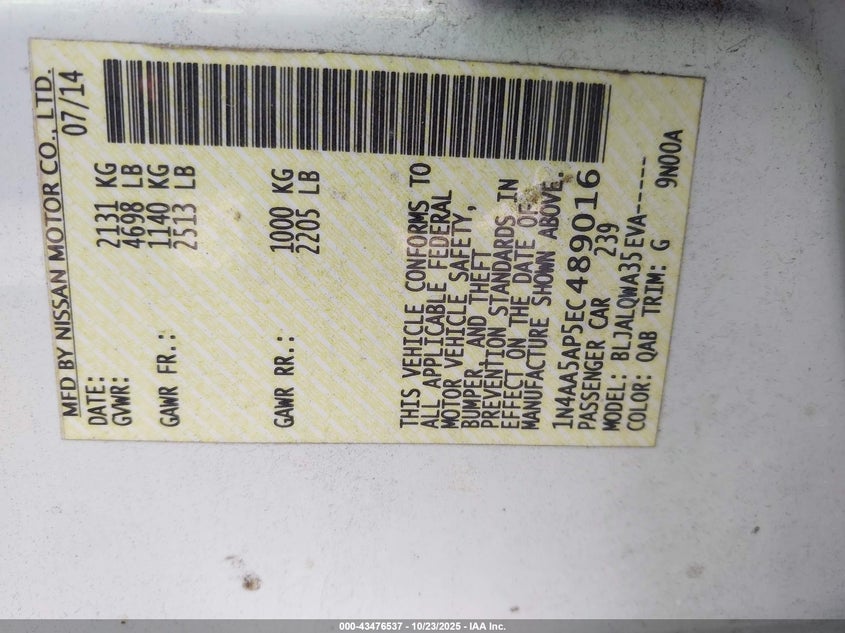 MFD BY NISSAN MOTOR CO., LTD.
DATE: 07/14
GVWR: 2131 KG
4698 LB
GAWR FR.: 1140 KG
2513 LB
GAWR RR.: 1000 KG
2205 LB
THIS VEHICLE CONFORMS TO
ALL APPLICABLE FEDERAL
MOTOR VEHICLE SAFETY,
BUMPER, AND THEFT
PREVENTION STANDARDS IN
EFFECT ON THE DATE OF
MANUFACTURE SHOWN ABOVE.
1N4AA5AP5EC489016
PASSENGER CAR 239
MODEL: BLJALQWA35EVA-----
COLOR: QAB TRIM: G 9N00A
000-43476537 - 10/23/2025 - IAA Inc.